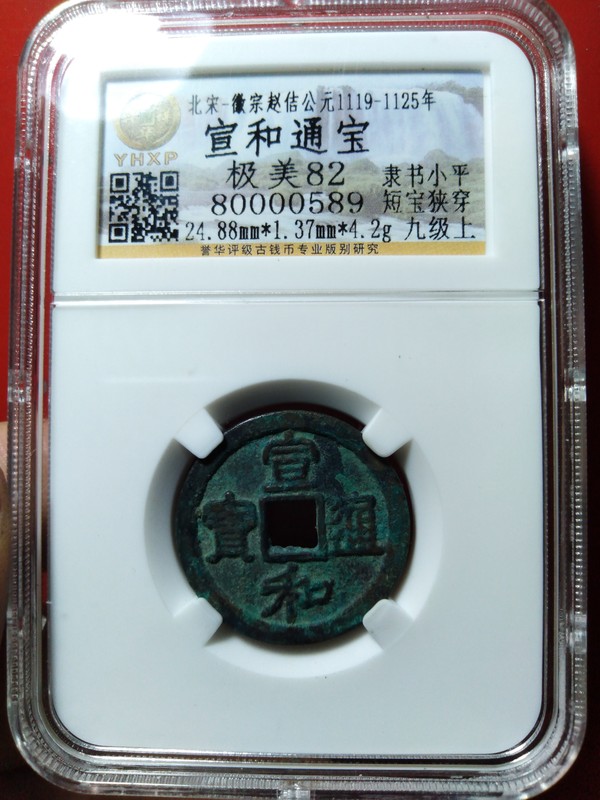 北宋-徽宗赵佶公元1119-1125年
宣和通宝
YHXP
极美82
隶书小平
80000589
短宝狭穿
24.88mm*1.37mm*4.2g
九级上
誉华评级古钱币专业版别研究
宣
寶
通
和